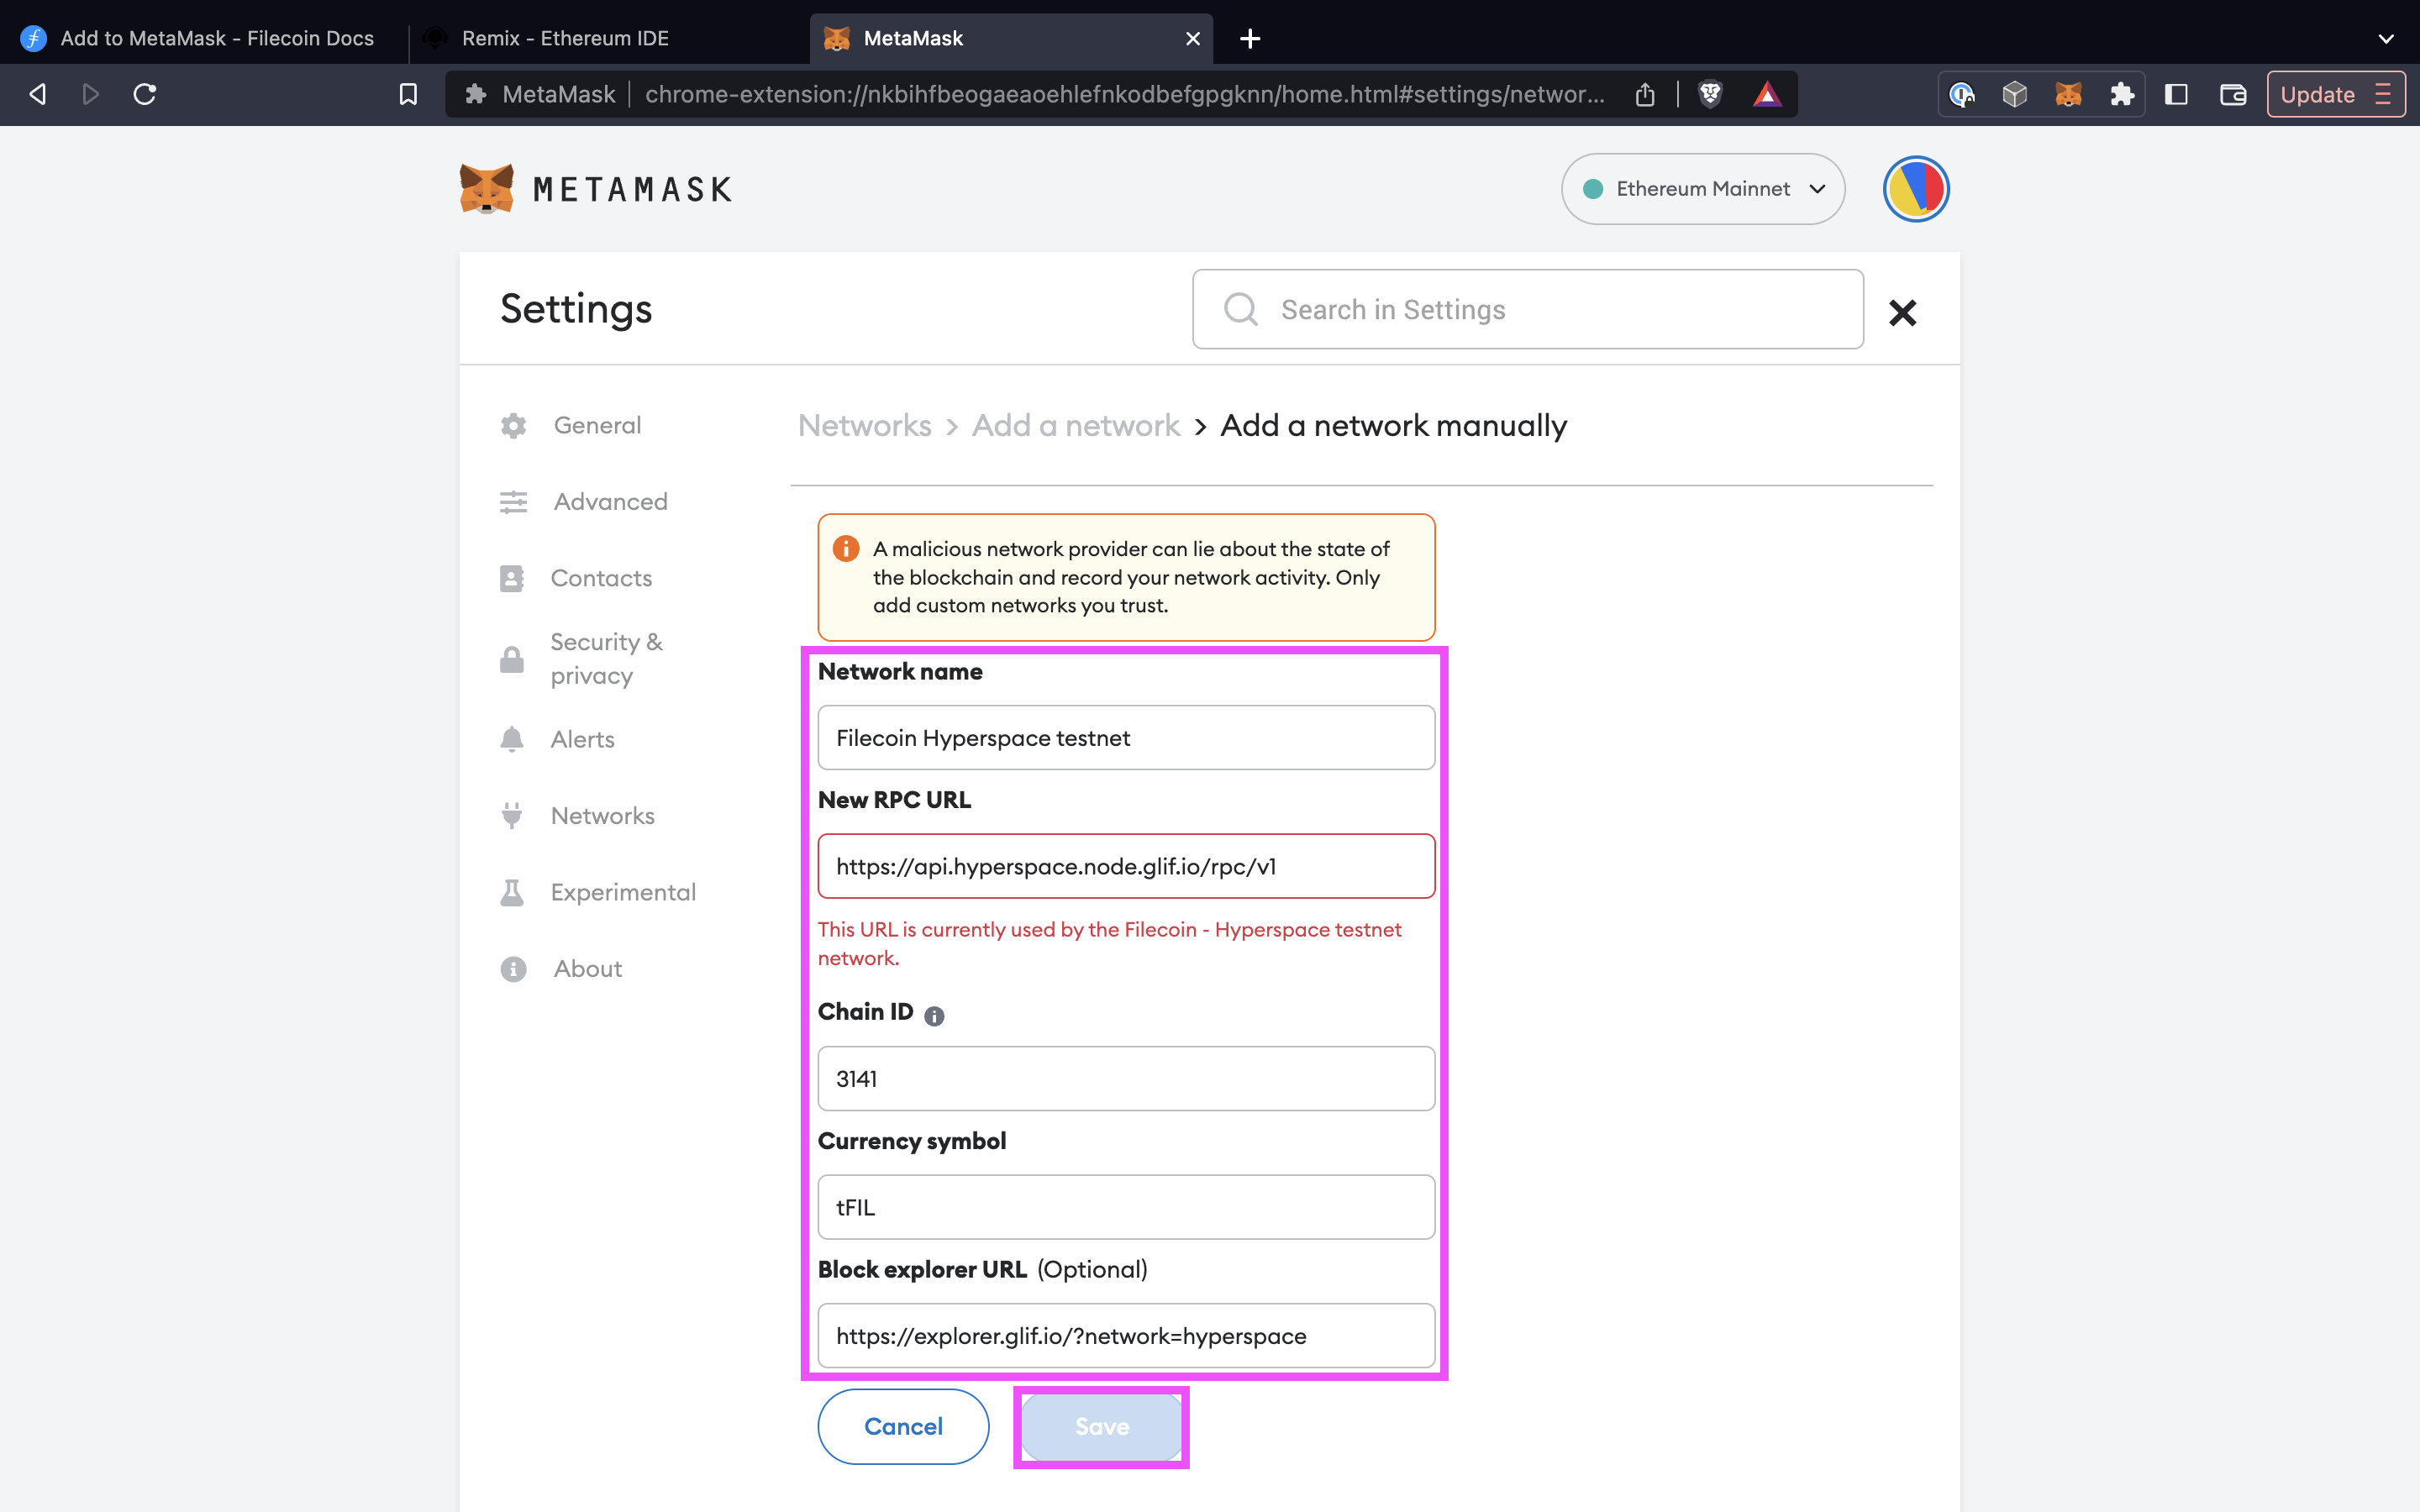 Add to MetaMask - Filecoin Docs
Remix - Ethereum IDE
MetaMask
MetaMask
chrome-extension://nkbihfbeogaeaoehlefnkodbefgpgknn/home.html#settings/networ...
Update
METAMASK
Ethereum Mainnet
Settings
Search in Settings
General
Advanced
Contacts
Security &
privacy
Alerts
Networks
Experimental
About
Networks > Add a network > Add a network manually
A malicious network provider can lie about the state of
the blockchain and record your network activity. Only
add custom networks you trust.
Network name
Filecoin Hyperspace testnet
New RPC URL
https://api.hyperspace.node.glif.io/rpc/v1
This URL is currently used by the Filecoin - Hyperspace testnet
network.
Chain ID
3141
Currency symbol
tFIL
Block explorer URL (Optional)
https://explorer.glif.io/?network=hyperspace
Cancel
Save